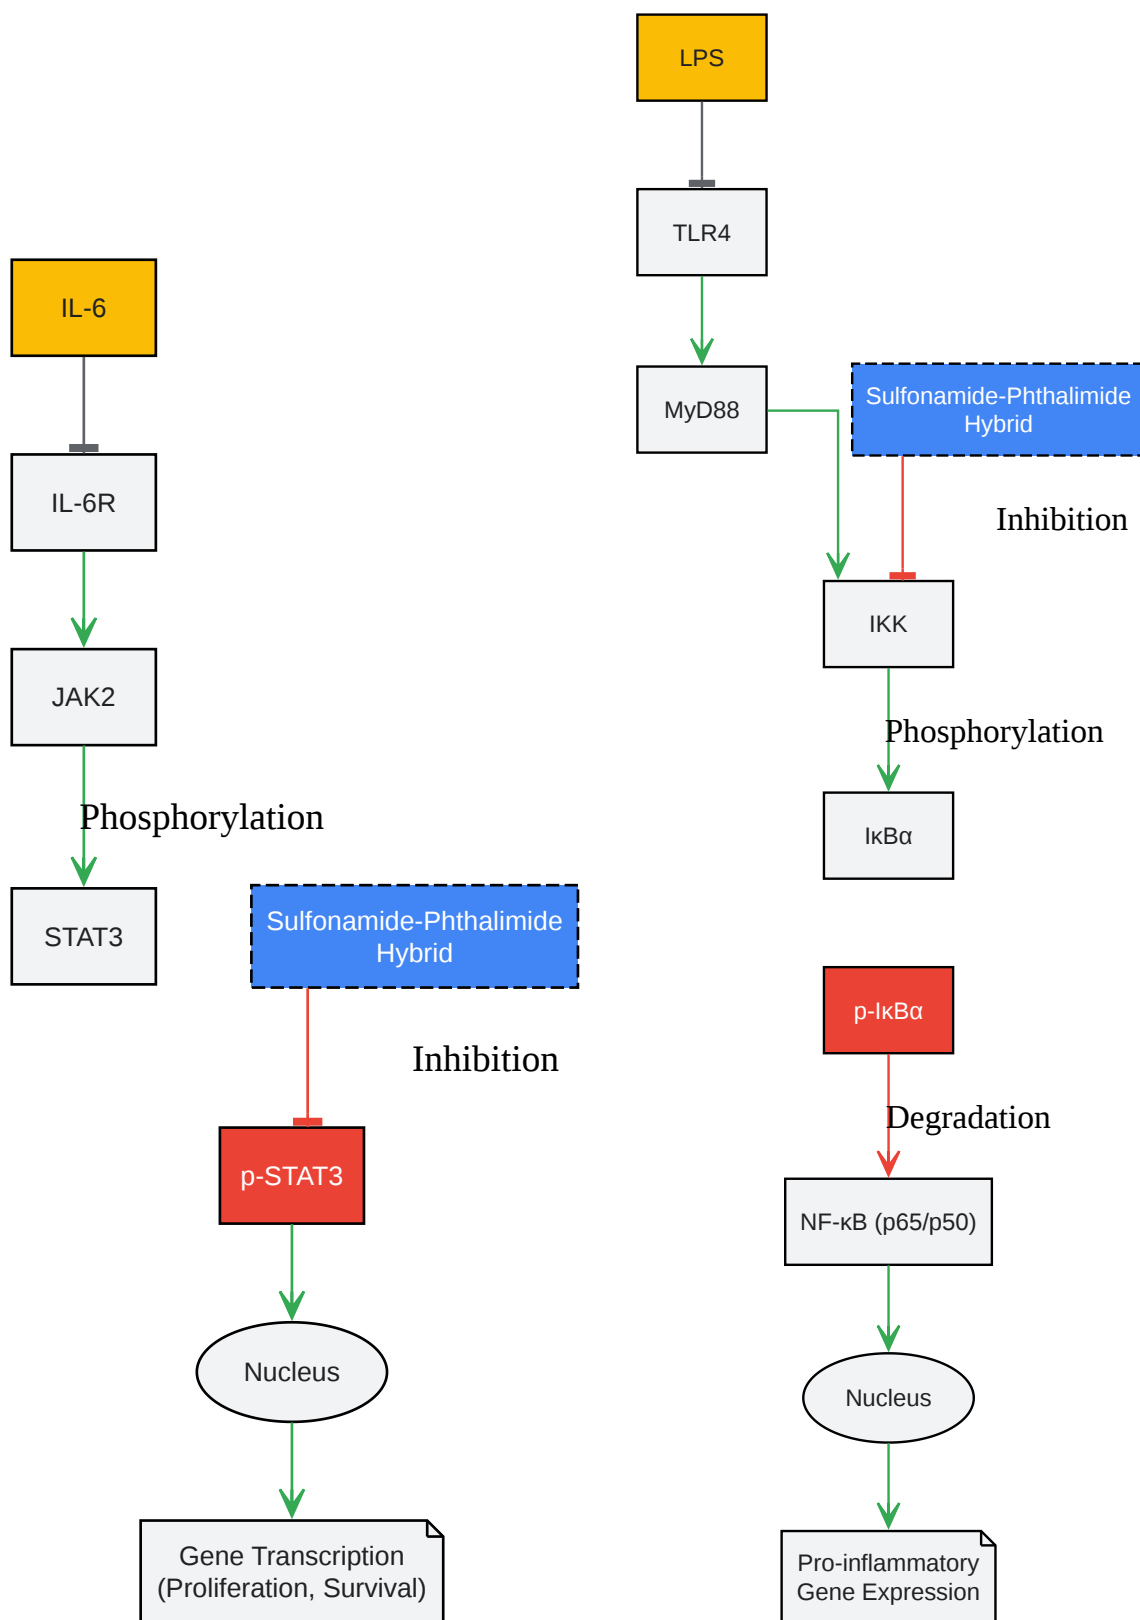 IL-6
IL-6R
JAK2
Phosphorylation
STAT3
Sulfonamide-Phthalimide
Hybrid
Inhibition
p-STAT3
Nucleus
Gene Transcription
(Proliferation, Survival)
LPS
TLR4
MyD88
Sulfonamide-Phthalimide
Hybrid
Inhibition
IKK
Phosphorylation
IκBα
p-IκBα
Degradation
NF-κB (p65/p50)
Nucleus
Pro-inflammatory
Gene Expression